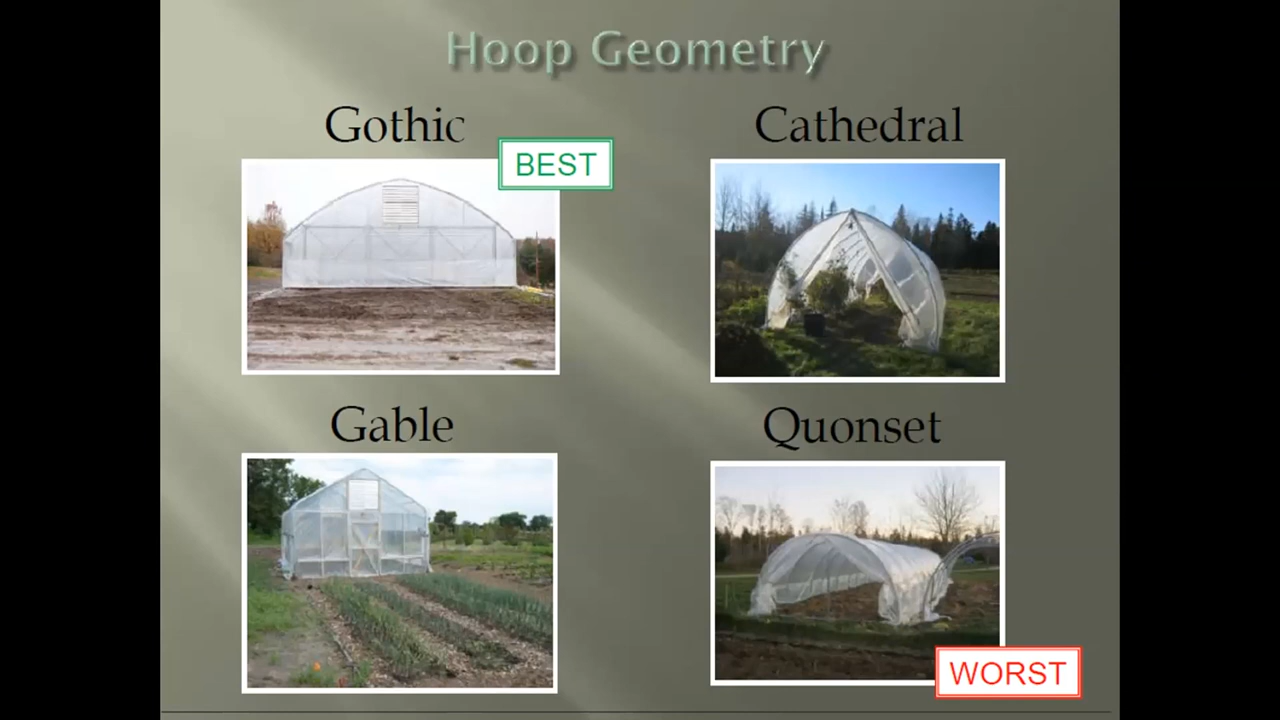 Hoop Geometry
Gothic
BEST
Cathedral
Gable
Quonset
WORST